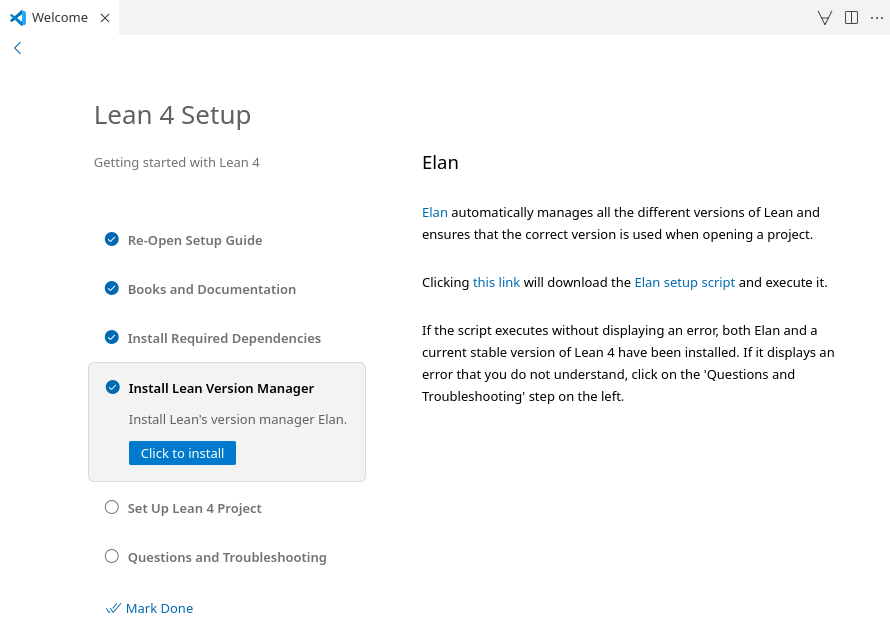 Welcome
Lean 4 Setup
Getting started with Lean 4
Re-Open Setup Guide
Books and Documentation
Install Required Dependencies
Install Lean Version Manager
Install Lean's version manager Elan.
Click to install
Set Up Lean 4 Project
Questions and Troubleshooting
Mark Done
Elan
Elan automatically manages all the different versions of Lean and
ensures that the correct version is used when opening a project.
Clicking this link will download the Elan setup script and execute it.
If the script executes without displaying an error, both Elan and a
current stable version of Lean 4 have been installed. If it displays an
error that you do not understand, click on the 'Questions and
Troubleshooting' step on the left.